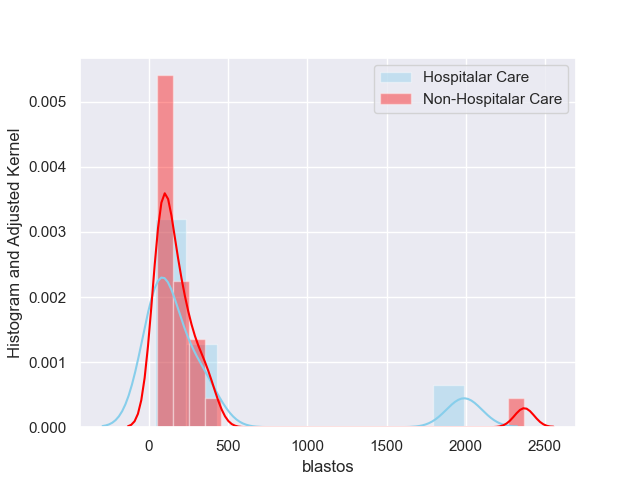 Hospitalar Care
Non-Hospitalar Care
Histogram and Adjusted Kernel
0.005
0.004
0.003
0.002
0.001
0.000
0 500 1000 1500 2000 2500
blastos